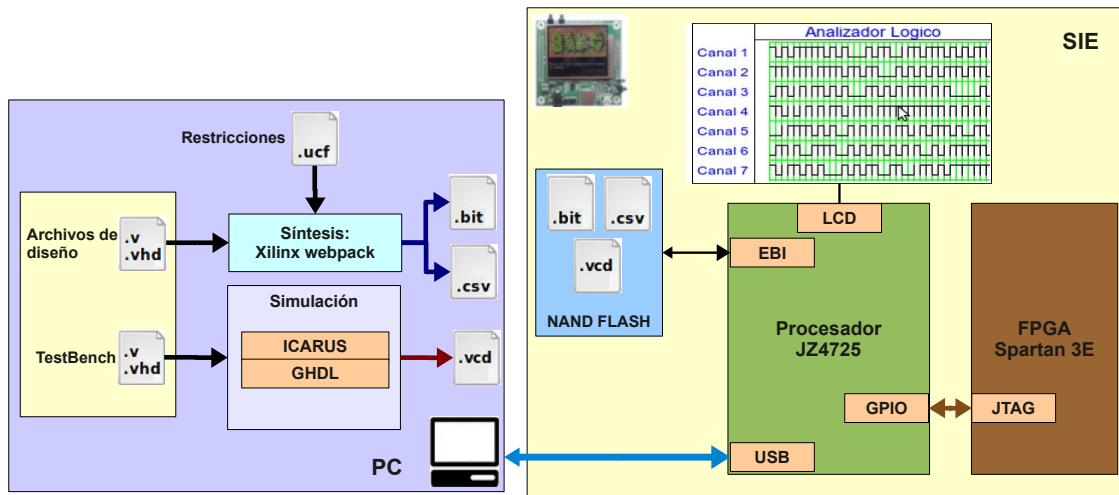 SIE
Analizador Logico
Canal 1
Canal 2
Canal 3
Canal 4
Canal 5
Canal 6
Canal 7
Restricciones
.ucf
Archivos de
diseño
.v
.vhd
Síntesis:
Xilinx webpack
.bit
.csv
Simulación
ICARUS
GHDL
TestBench
.v
.vhd
.vcd
PC
.bit
.csv
.vcd
NAND FLASH
LCD
EBI
Procesador
JZ4725
GPIO
USB
FPGA
Spartan 3E
JTAG